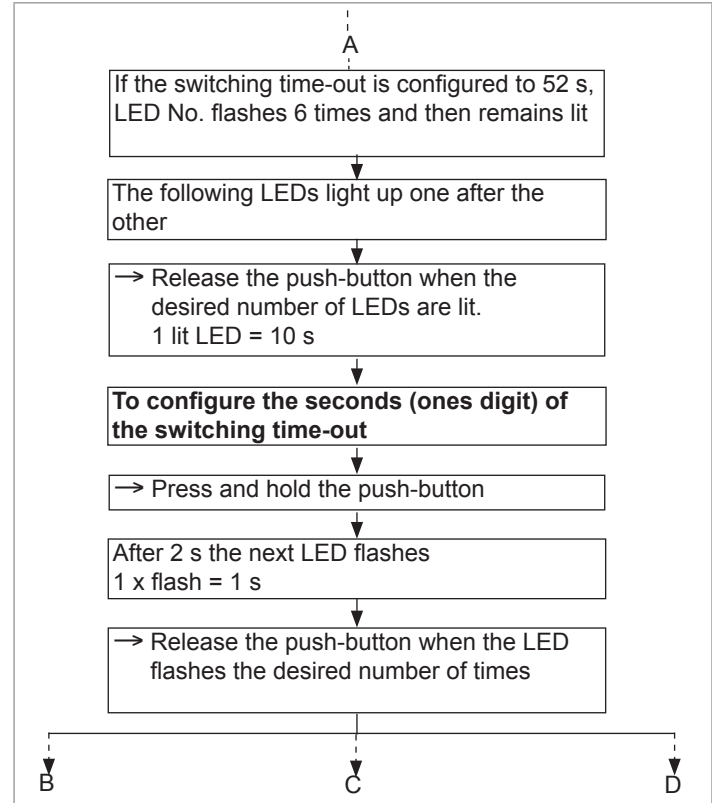 A
If the switching time-out is configured to 52 s,
LED No. flashes 6 times and then remains lit
The following LEDs light up one after the
other
→ Release the push-button when the
desired number of LEDs are lit.
1 lit LED = 10 s
To configure the seconds (ones digit) of
the switching time-out
→ Press and hold the push-button
After 2 s the next LED flashes
1 x flash = 1 s
→ Release the push-button when the LED
flashes the desired number of times
B C D